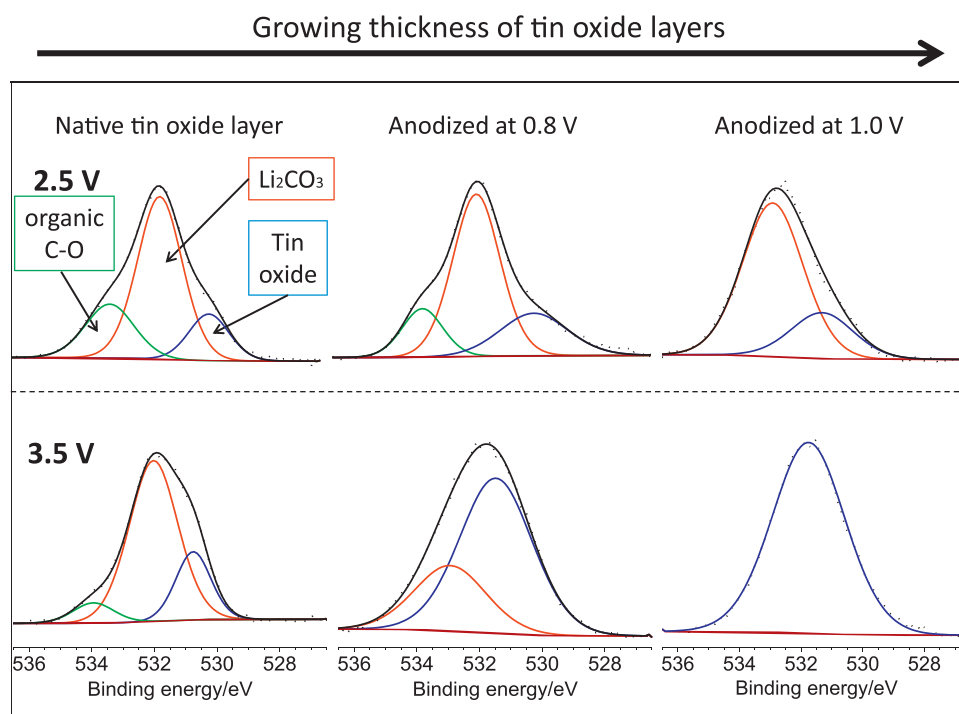 Growing thickness of tin oxide layers
Native tin oxide layer
Anodized at 0.8 V
Anodized at 1.0 V
2.5 V
Li₂CO₃
organic
C-O
Tin
oxide
3.5 V
536 534 532 530 528
536 534 532 530 528
536 534 532 530 528
Binding energy/eV
Binding energy/eV
Binding energy/eV